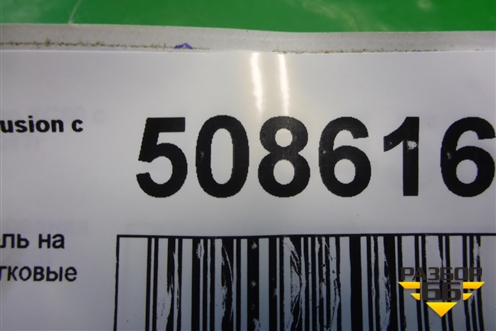 usion с
508616
ль на
тковые
РАЗБОР
66